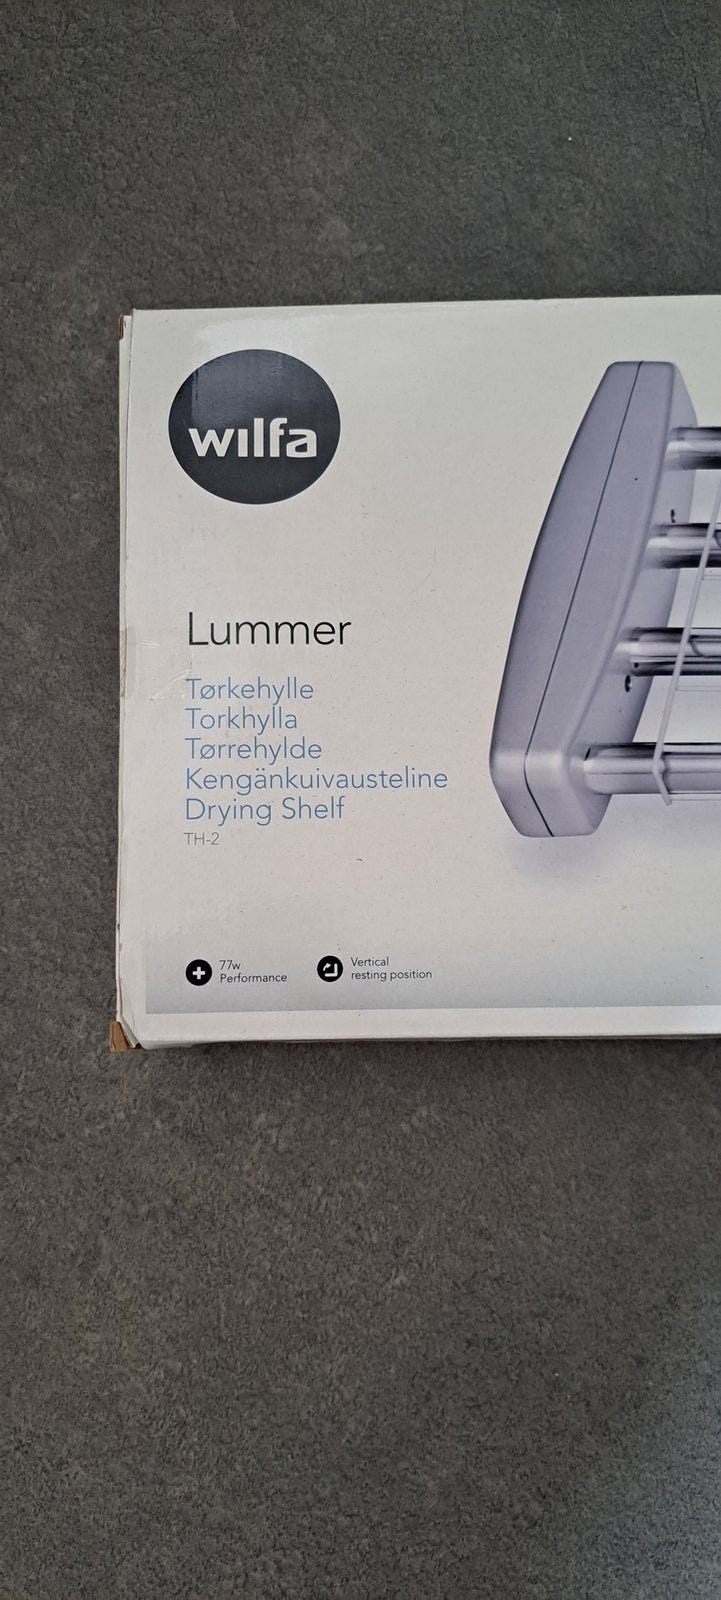 wilfa
Lummer
Tørkehylle
Torkhylla
Tørrehylde
Kengänkuivausteline
Drying Shelf
TH-2
77w
Performance
Vertical
resting position